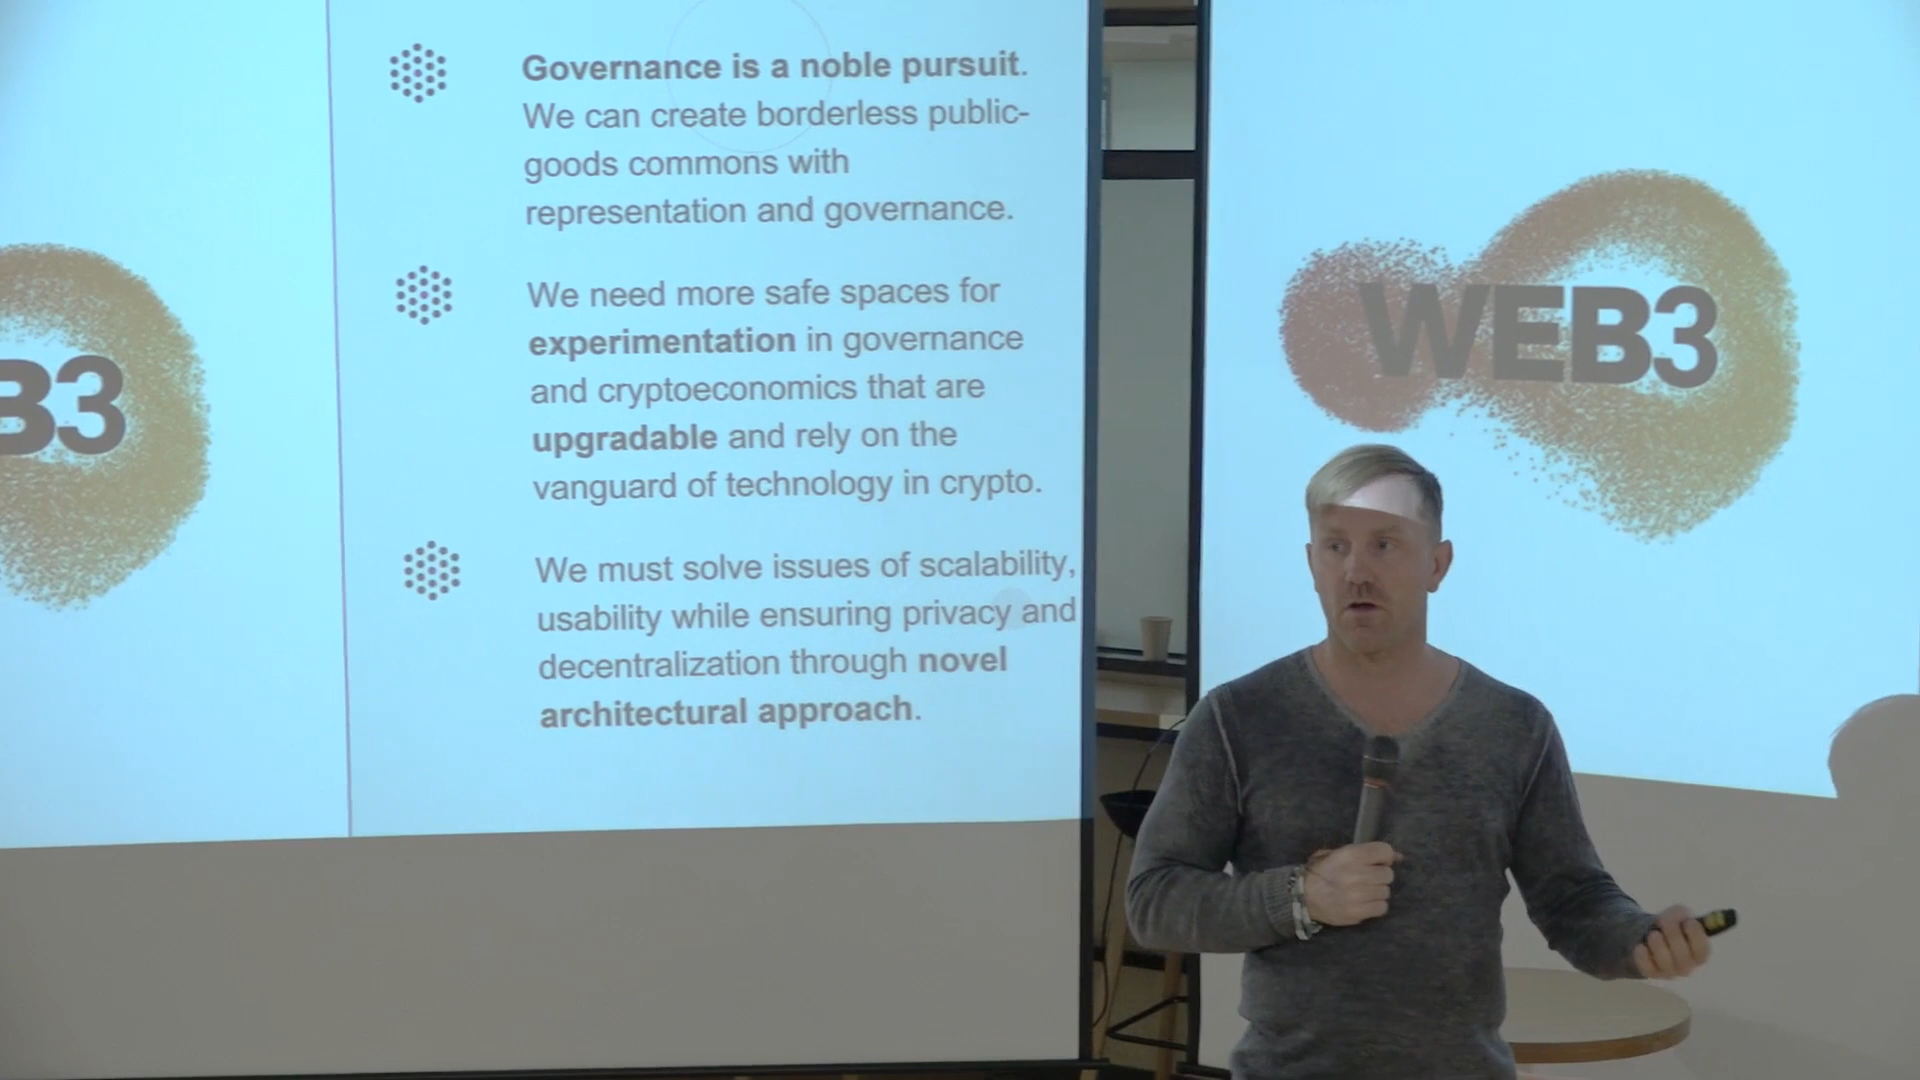 Governance is a noble pursuit.
We can create borderless public-
goods commons with
representation and governance.
We need more safe spaces for
experimentation in governance
and cryptoeconomics that are
upgradable and rely on the
vanguard of technology in crypto.
We must solve issues of scalability,
usability while ensuring privacy and
decentralization through novel
architectural approach.
B3
WEB3